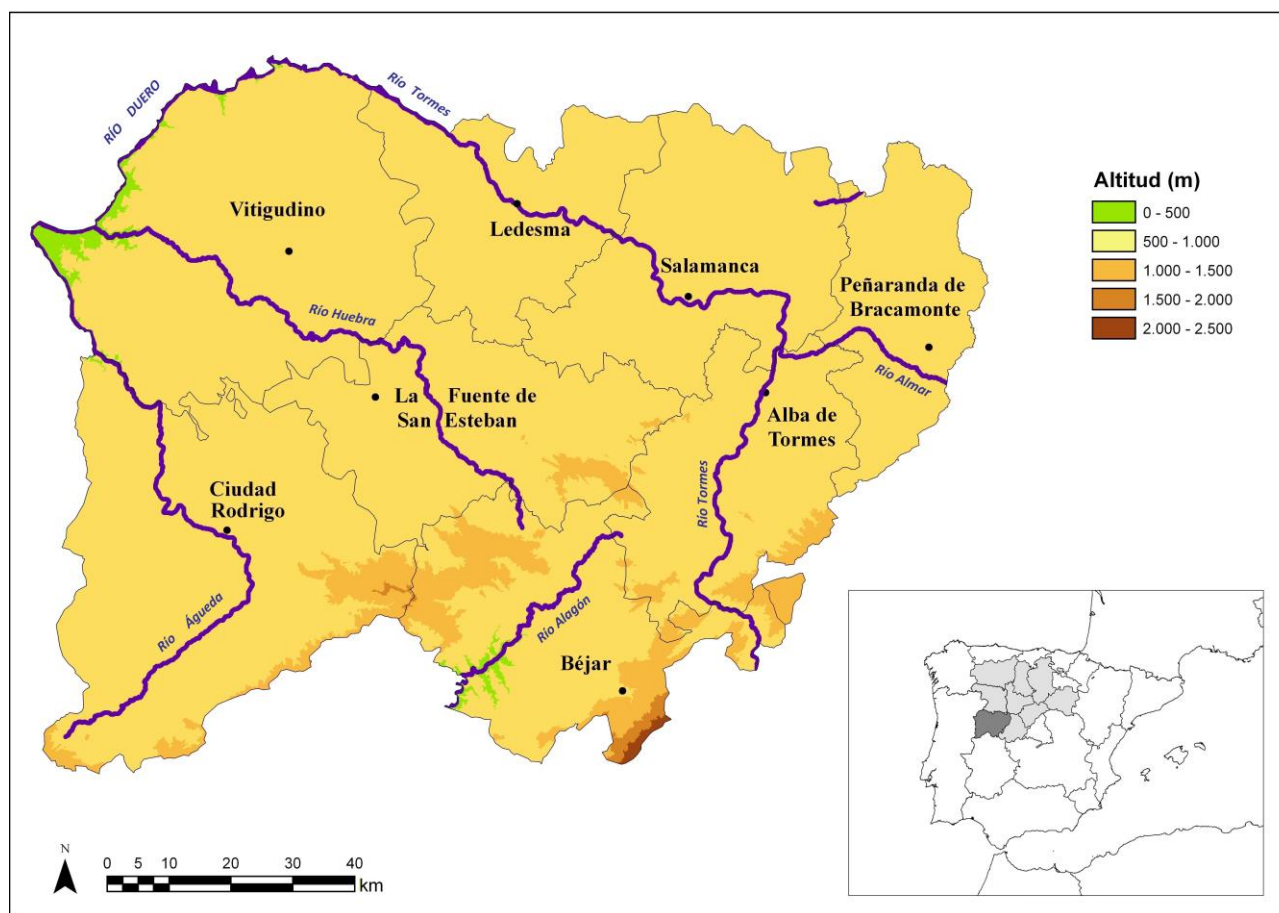 RÍO DUERO
Río Tormes
Vitigudino
Ledesma
Salamanca
Peñaranda de
Bracamonte
Río Huebra
Río Almar
La Fuente de
San Esteban
Alba de
Tormes
Río Tormes
Ciudad
Rodrigo
Río Águeda
Río Alagón
Béjar
Altitud (m)
0 - 500
500 - 1.000
1.000 - 1.500
1.500 - 2.000
2.000 - 2.500
N
0 5 10 20 30 40
km